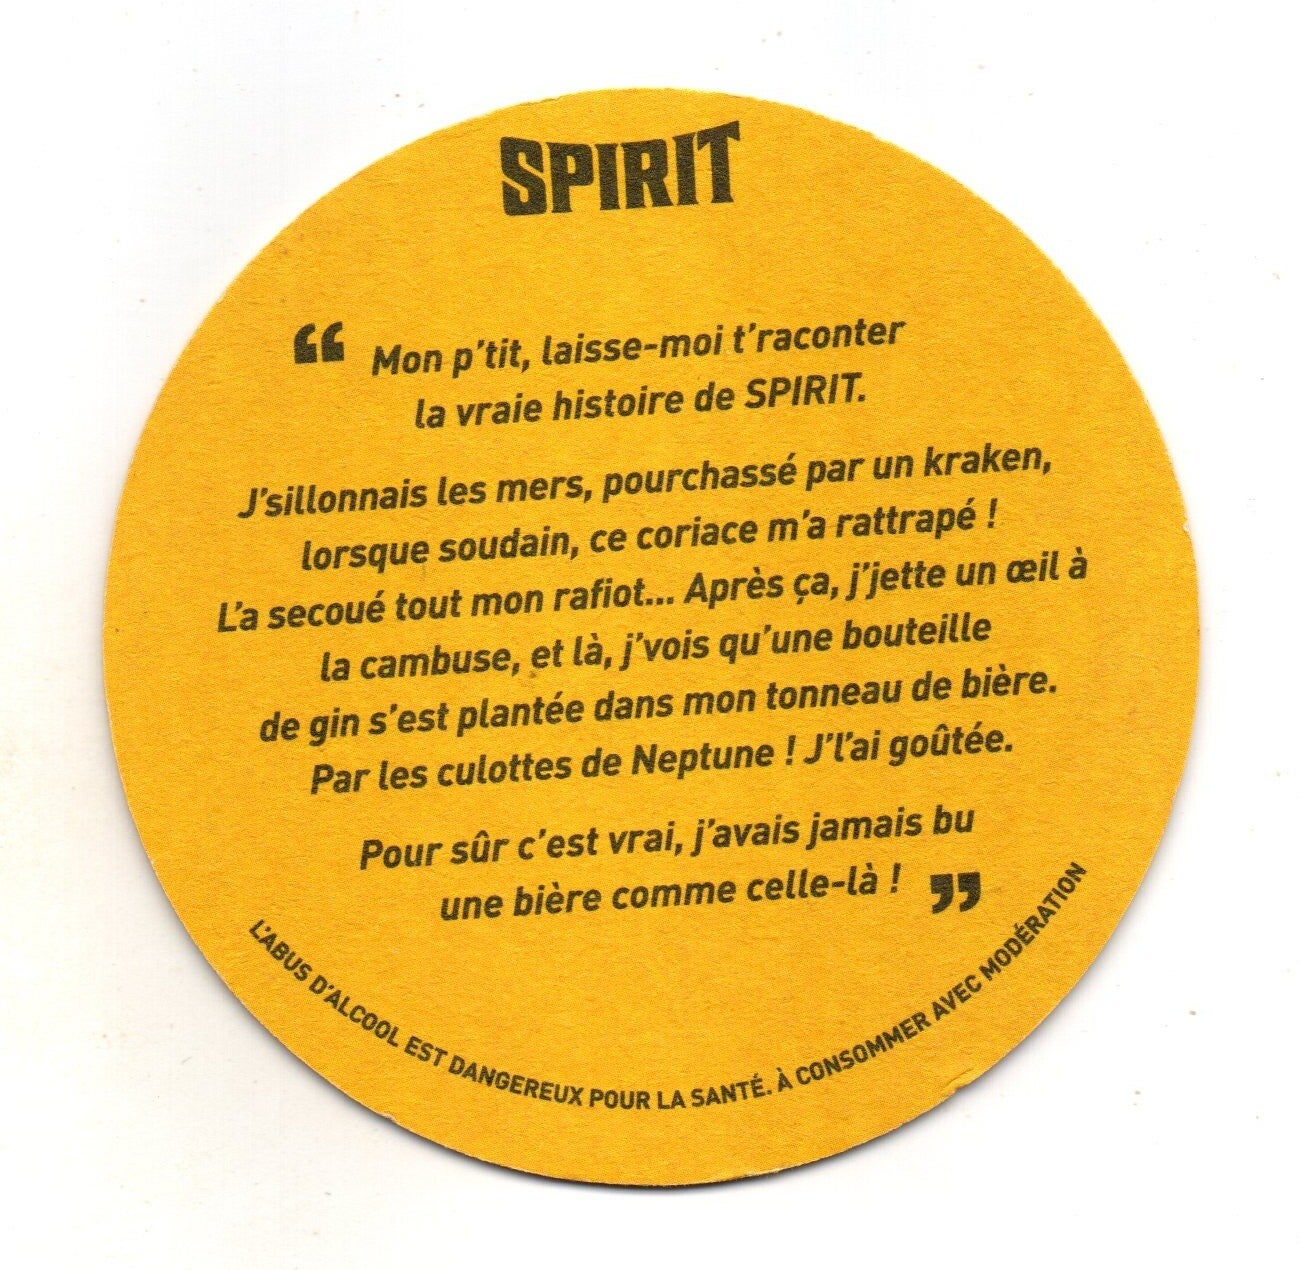 SPIRIT
“ Mon p’tit, laisse-moi t’raconter
la vraie histoire de SPIRIT.
J’sillonnais les mers, pourchassé par un kraken,
lorsque soudain, ce coriace m’a rattrapé !
L’a secoué tout mon rafiot... Après ça, j’jette un œil à
la cambuse, et là, j’vois qu’une bouteille
de gin s’est plantée dans mon tonneau de bière.
Par les culottes de Neptune ! J’l’ai goûtée.
Pour sûr c’est vrai, j’avais jamais bu
une bière comme celle-là ! ”
L’ABUS D’ALCOOL EST DANGEREUX POUR LA SANTÉ. À CONSOMMER AVEC MODÉRATION